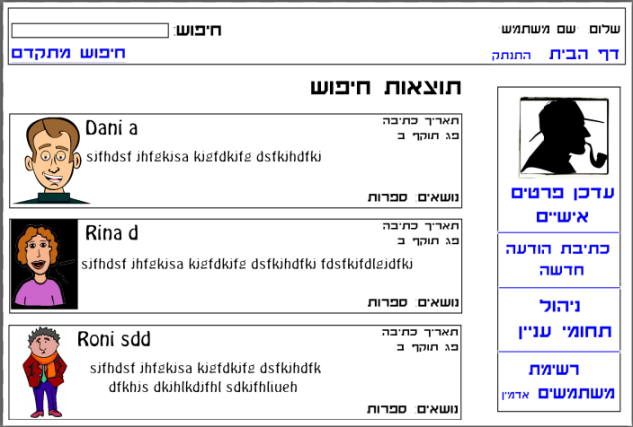 שלום שם משתמש
חיפוש:
דף הבית התנתק
חיפוש מתקדם
תוצאות חיפוש
Dani a
תאריך כתיבה
פג תוקף ב
sjfhdsf jhfgkjsa kjgfdkjfg dsfkjhdfkj
נושאים: ספרות
Rina d
תאריך כתיבה
פג תוקף ב
sjfhdsf jhfgkjsa kjgfdkjfg dsfkjhdfkj fdsfkjfdlgjdfkj
נושאים: ספרות
Roni sdd
תאריך כתיבה
פג תוקף ב
sjfhdsf jhfgkjsa kjgfdkjfg dsfkjhdfk
נושאים: ספרות
עדכן פרטים
אישיים
כתיבת הודעה
חדשה
ניהול
תחומי עניין
רשימת
משתמשים אדמין